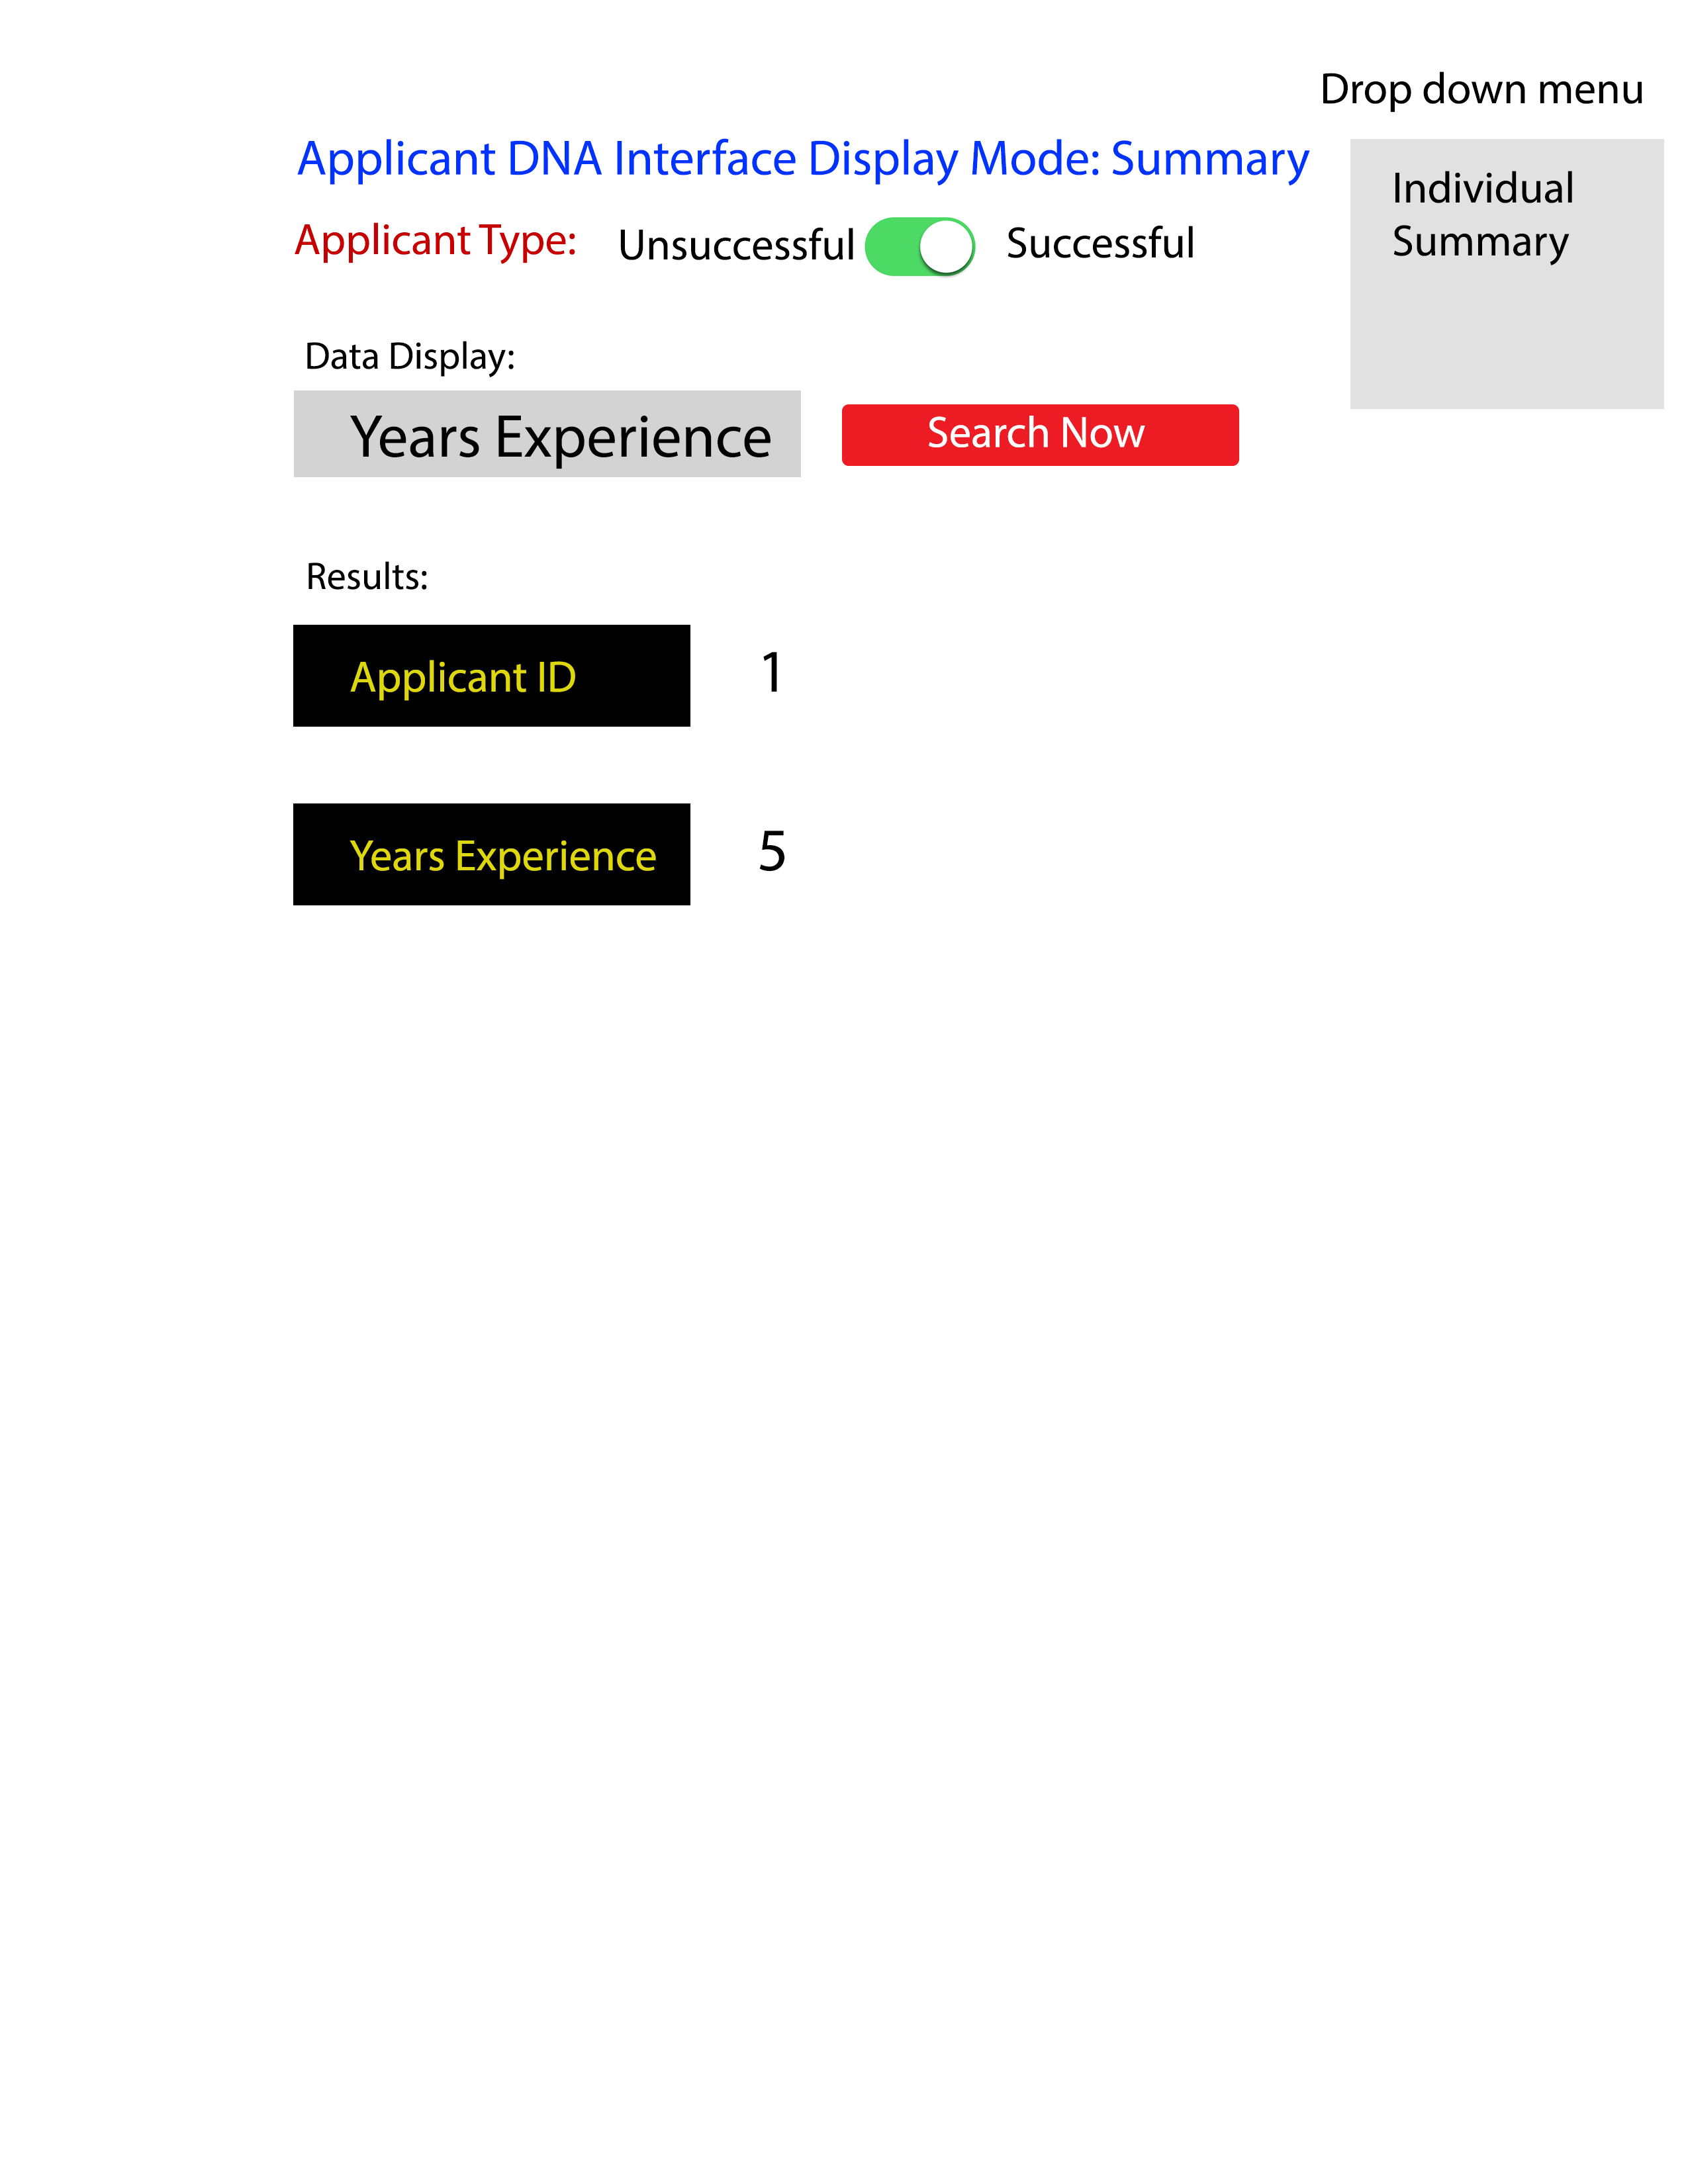 Drop down menu
Applicant DNA Interface Display Mode: Summary
Individual
Summary
Applicant Type:
Unsuccessful
Successful
Data Display:
Years Experience
Search Now
Results:
Applicant ID
1
Years Experience
5